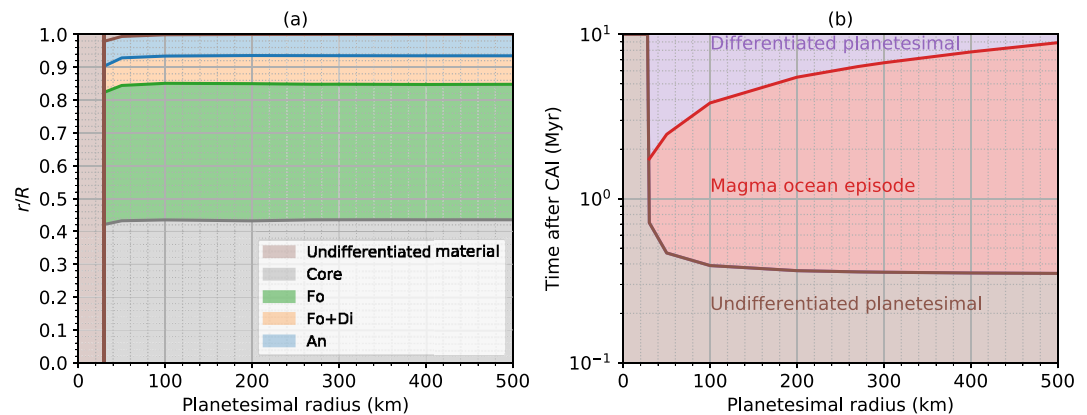 (a)
1.0
0.9
0.8
0.7
0.6
0.5
0.4
0.3
0.2
0.1
0.0
r/R
Undifferentiated material
Core
Fo
Fo+Di
An
0 100 200 300 400 500
Planetesimal radius (km)
(b)
10^1
10^0
10^-1
Time after CAI (Myr)
Differentiated planetesimal
Magma ocean episode
Undifferentiated planetesimal
0 100 200 300 400 500
Planetesimal radius (km)